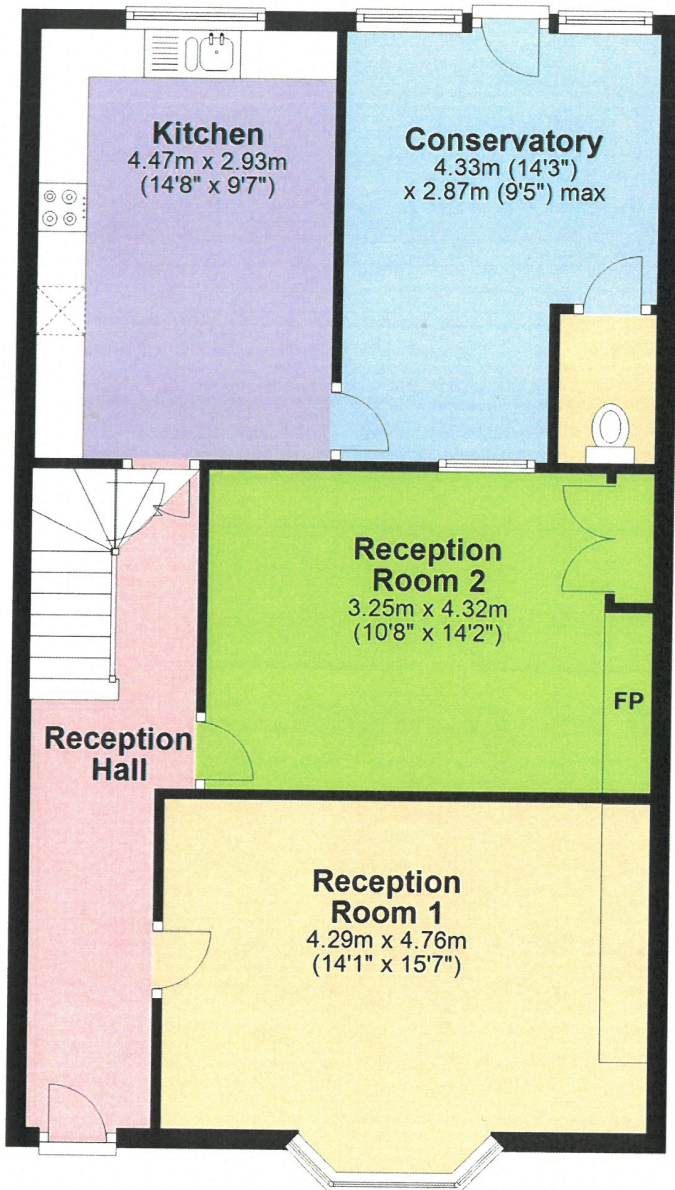 Kitchen
4.47m x 2.93m
(14'8" x 9'7")
Conservatory
4.33m (14'3")
x 2.87m (9'5") max
Reception
Room 2
3.25m x 4.32m
(10'8" x 14'2")
FP
Reception
Hall
Reception
Room 1
4.29m x 4.76m
(14'1" x 15'7")